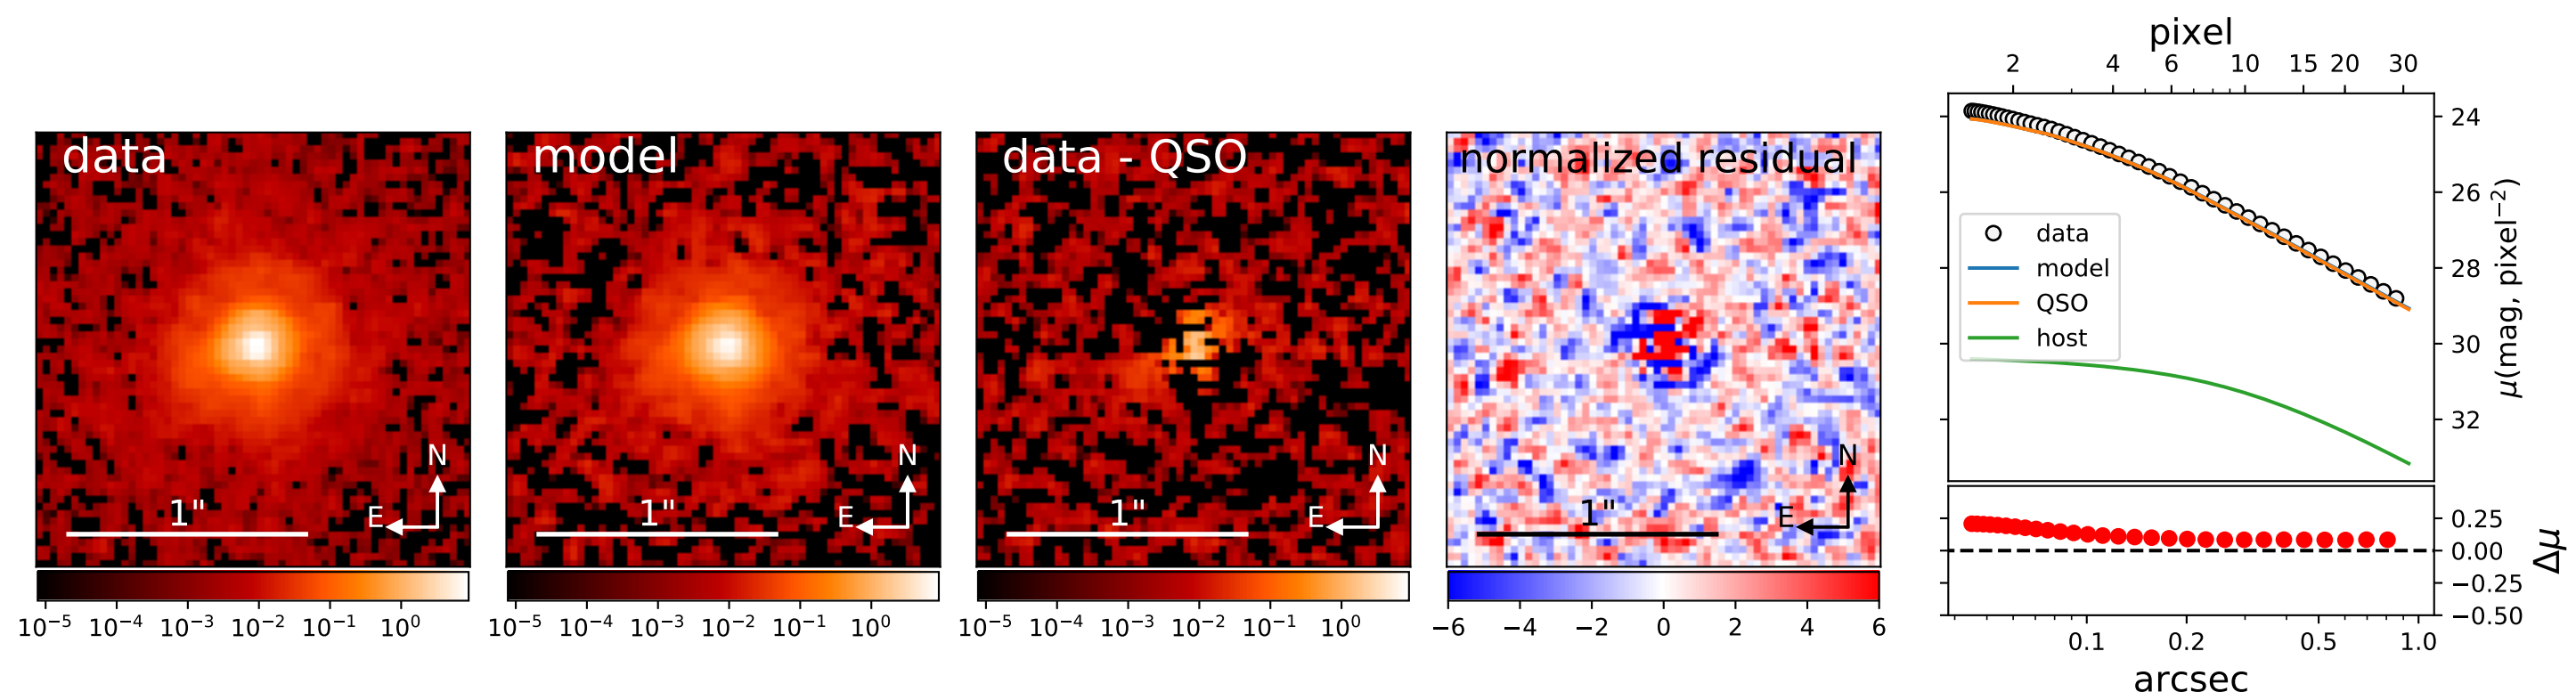 data
1"
N
E
10⁻⁵ 10⁻⁴ 10⁻³ 10⁻² 10⁻¹ 10⁰
model
1"
N
E
10⁻⁵ 10⁻⁴ 10⁻³ 10⁻² 10⁻¹ 10⁰
data - QSO
1"
N
E
10⁻⁵ 10⁻⁴ 10⁻³ 10⁻² 10⁻¹ 10⁰
normalized residual
1"
N
E
−6 −4 −2 0 2 4 6
pixel
2 4 6 10 15 20 30
24
26
28
30
32
μ(mag, pixel⁻²)
data
model
QSO
host
0.25
0.00
−0.25
−0.50
Δμ
0.1 0.2 0.5 1.0
arcsec